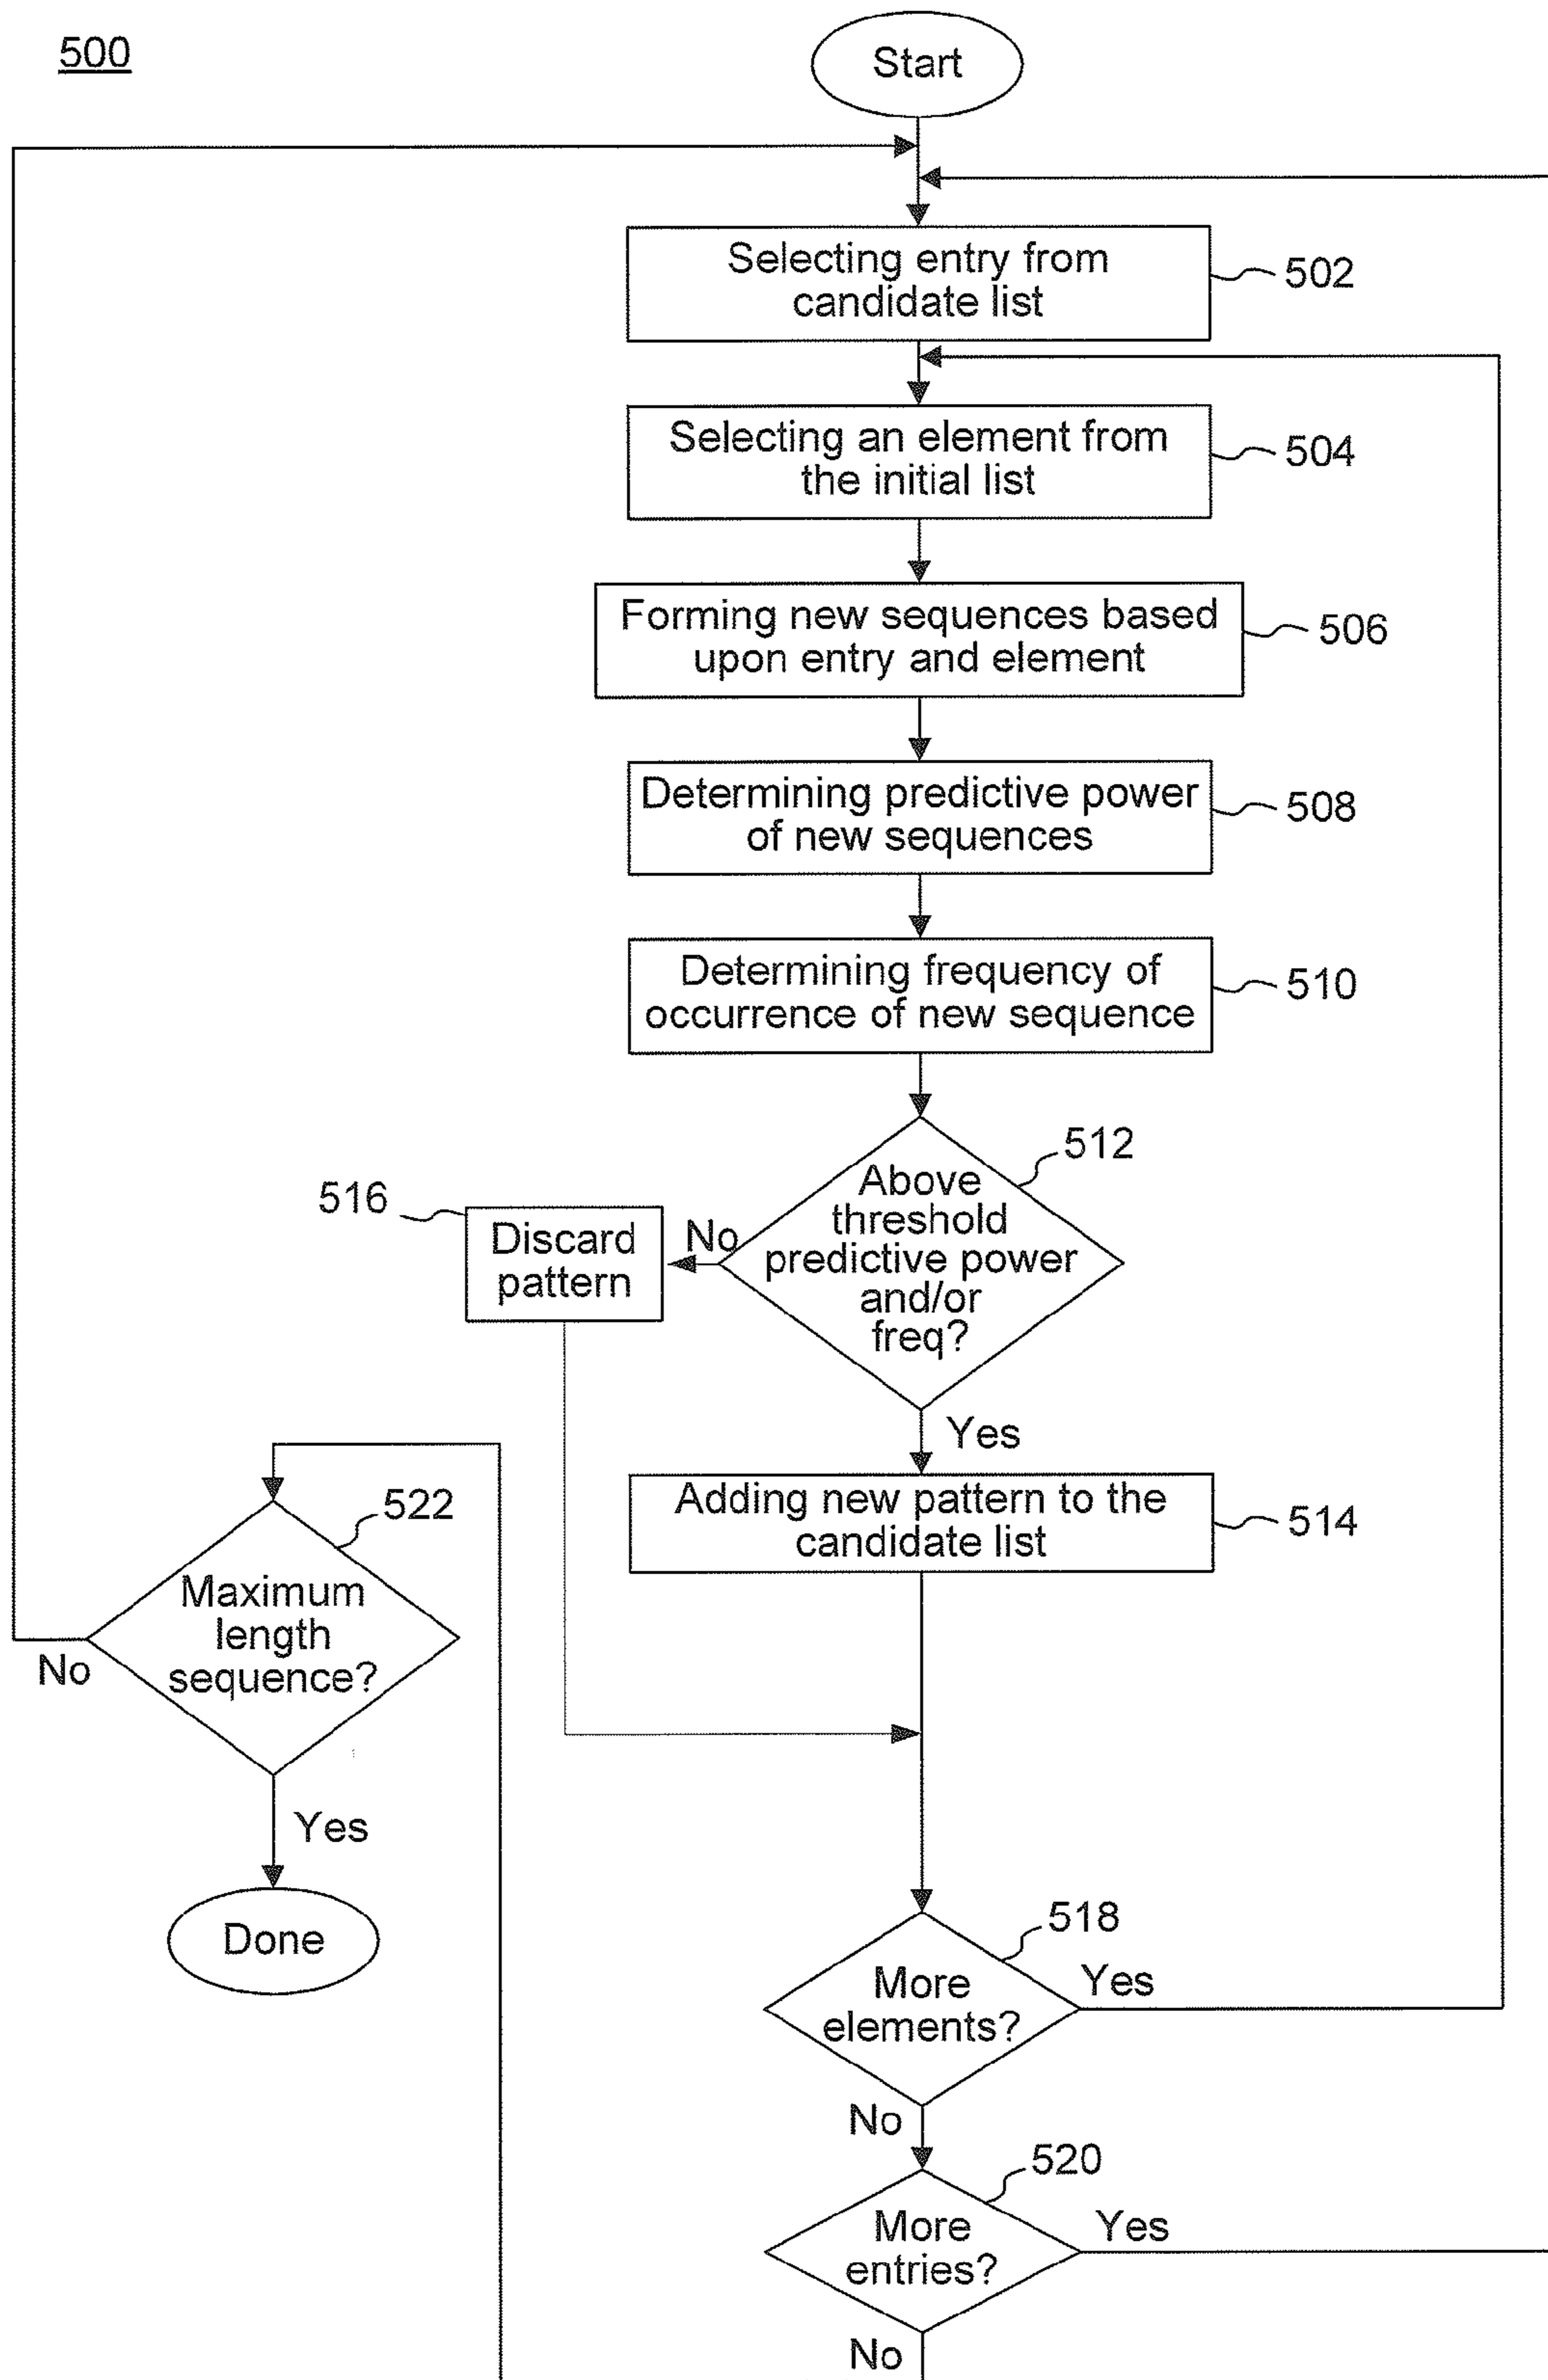 500
Start
Selecting entry from
candidate list
502
Selecting an element from
the initial list
504
Forming new sequences based
upon entry and element
506
Determining predictive power
of new sequences
508
Determining frequency of
occurrence of new sequence
510
512
Above
threshold
predictive power
and/or
freq?
No
516
Discard
pattern
Yes
Adding new pattern to the
candidate list
514
522
Maximum
length
sequence?
No
Yes
Done
518
More
elements?
Yes
No
520
More
entries?
Yes
No